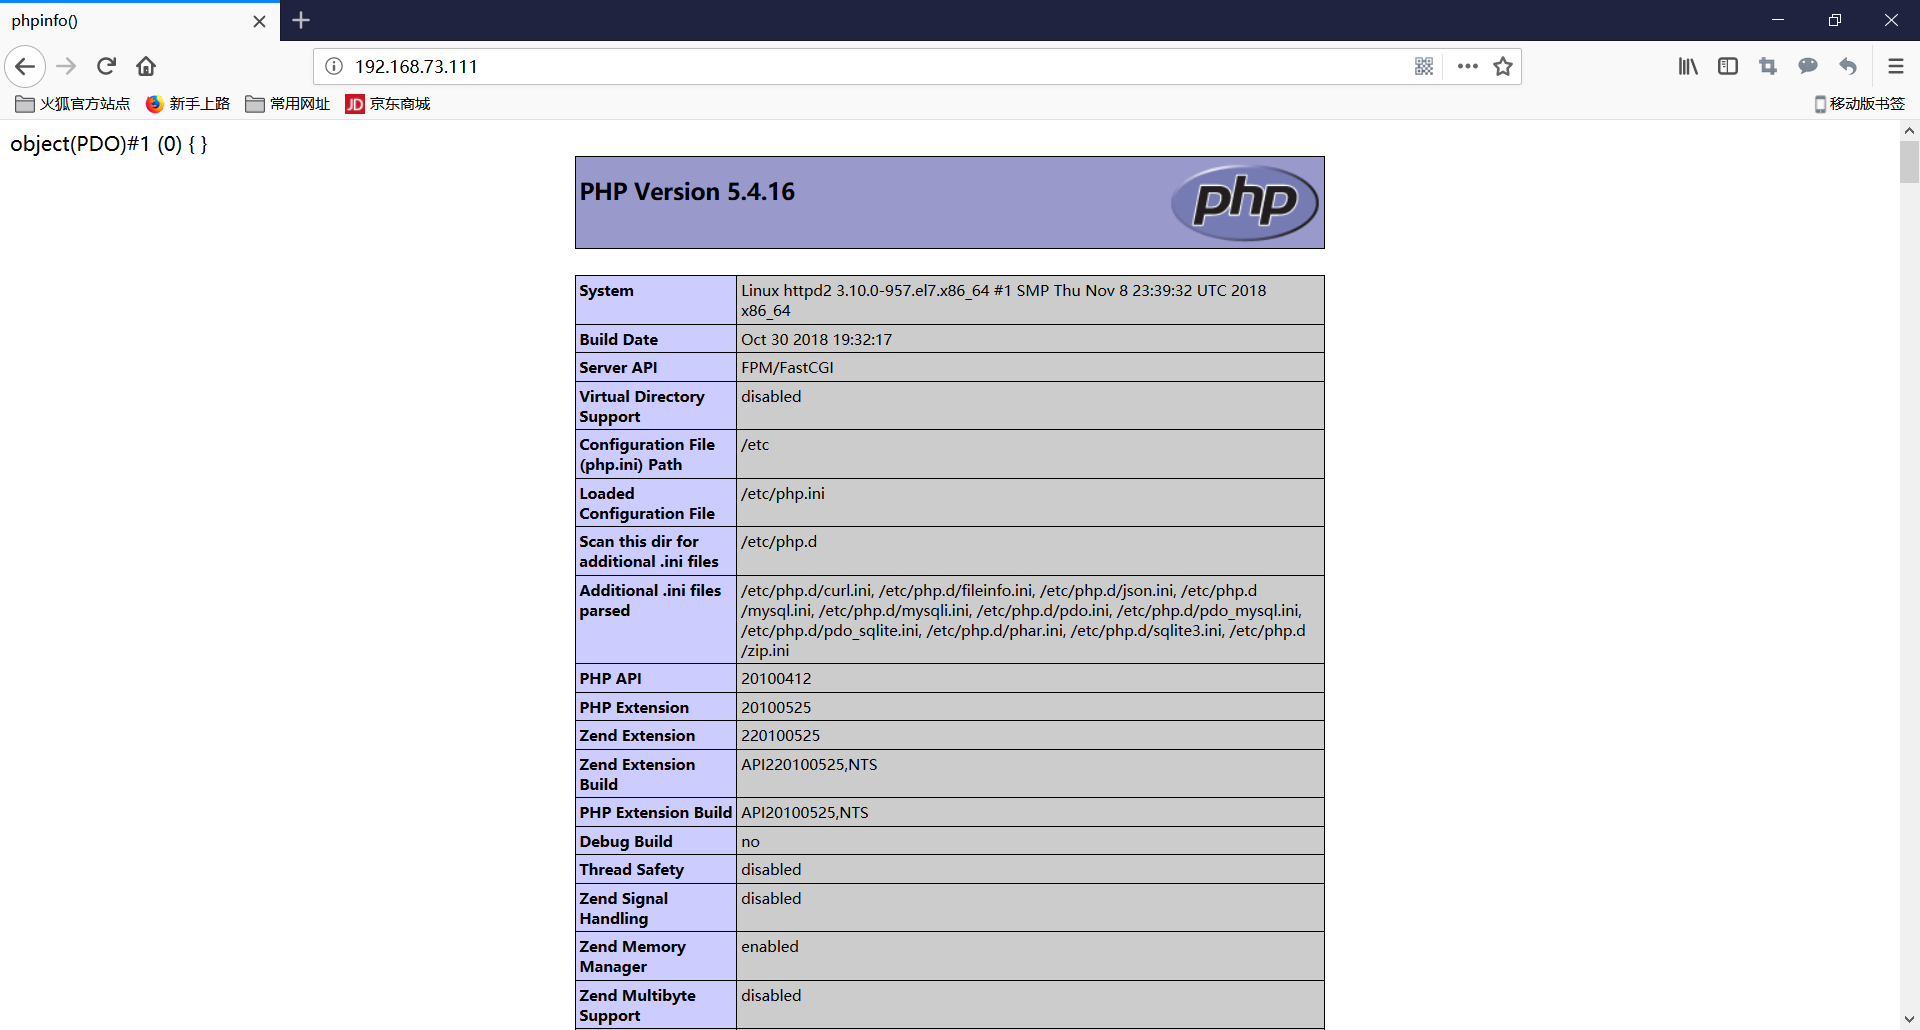 phpinfo()
192.168.73.111
火狐官方站点 新手上路 常用网址 JD 京东商城 移动版书签
object(PDO)#1 (0) { }
PHP Version 5.4.16
php
System Linux httpd2 3.10.0-957.el7.x86_64 #1 SMP Thu Nov 8 23:39:32 UTC 2018
x86_64
Build Date Oct 30 2018 19:32:17
Server API FPM/FastCGI
Virtual Directory disabled
Support
Configuration File /etc
(php.ini) Path
Loaded /etc/php.ini
Configuration File
Scan this dir for /etc/php.d
additional .ini files
Additional .ini files /etc/php.d/curl.ini, /etc/php.d/fileinfo.ini, /etc/php.d/json.ini, /etc/php.d
parsed /mysql.ini, /etc/php.d/mysqli.ini, /etc/php.d/pdo.ini, /etc/php.d/pdo_mysql.ini,
/etc/php.d/pdo_sqlite.ini, /etc/php.d/phar.ini, /etc/php.d/sqlite3.ini, /etc/php.d
/zip.ini
PHP API 20100412
PHP Extension 20100525
Zend Extension 220100525
Zend Extension API220100525,NTS
Build
PHP Extension Build API20100525,NTS
Debug Build no
Thread Safety disabled
Zend Signal disabled
Handling
Zend Memory enabled
Manager
Zend Multibyte disabled
Support